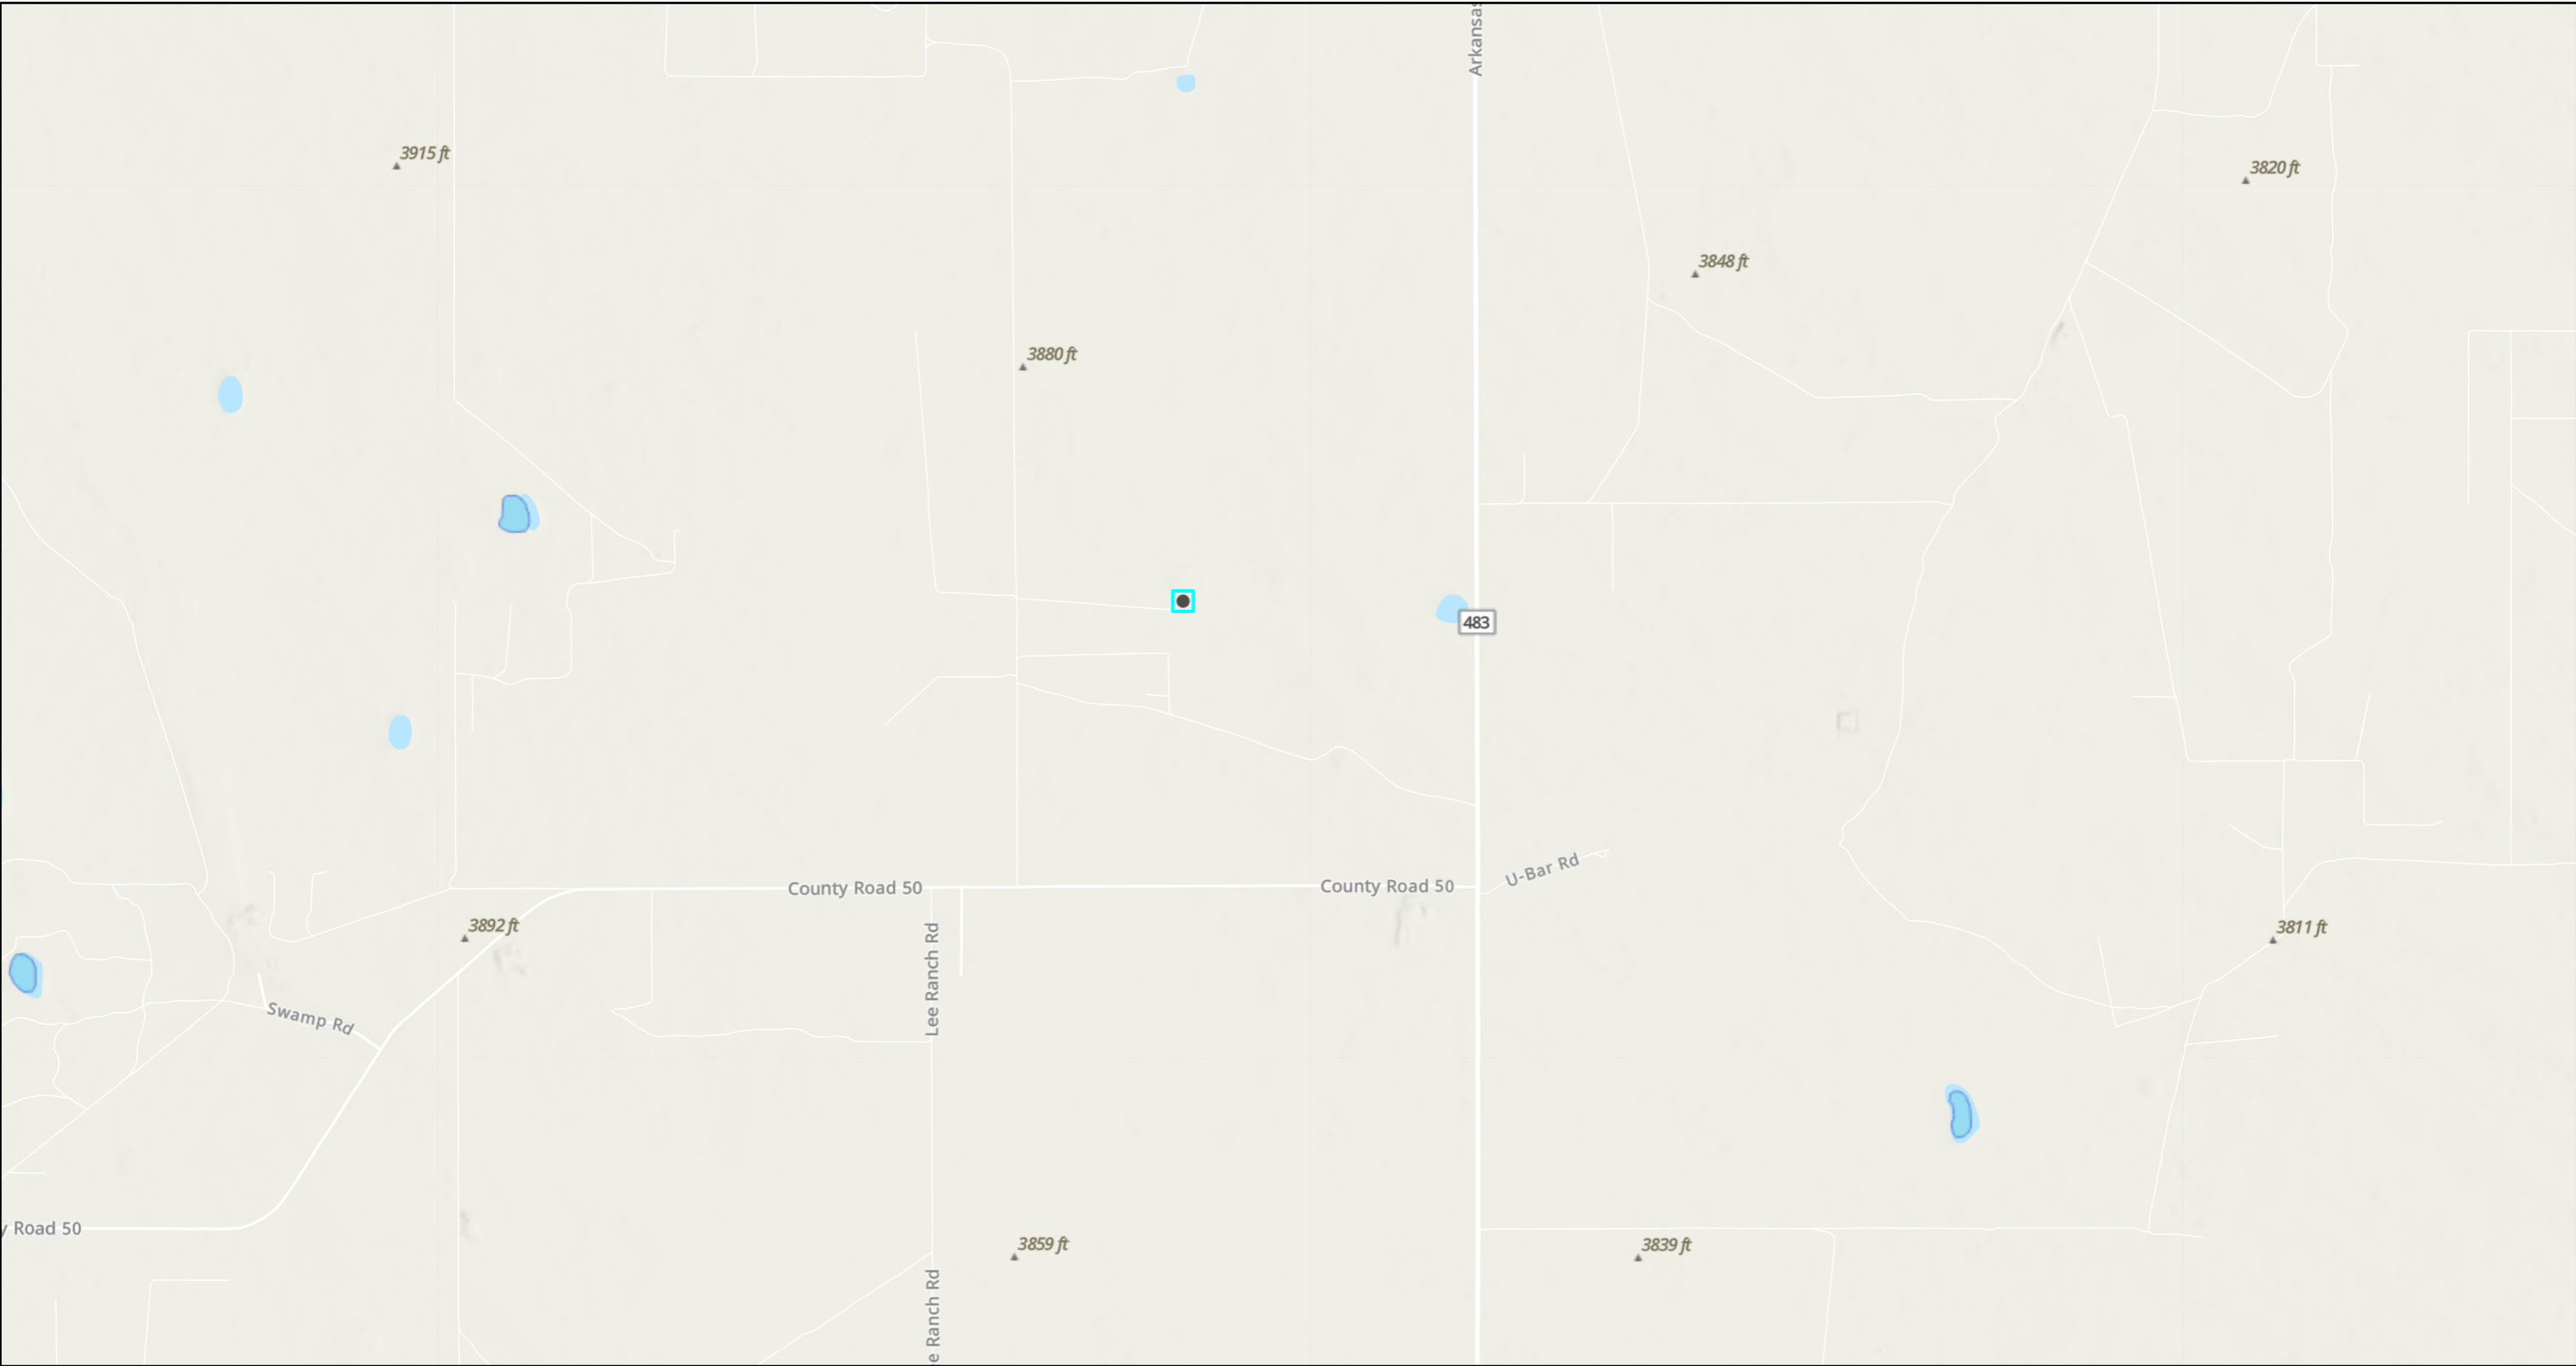 Arkansas
3915 ft
3820 ft
3848 ft
3880 ft
483
U-Bar Rd
County Road 50
County Road 50
3892 ft
Lee Ranch Rd
3811 ft
Swamp Rd
y Road 50
3859 ft
3839 ft
e Ranch Rd